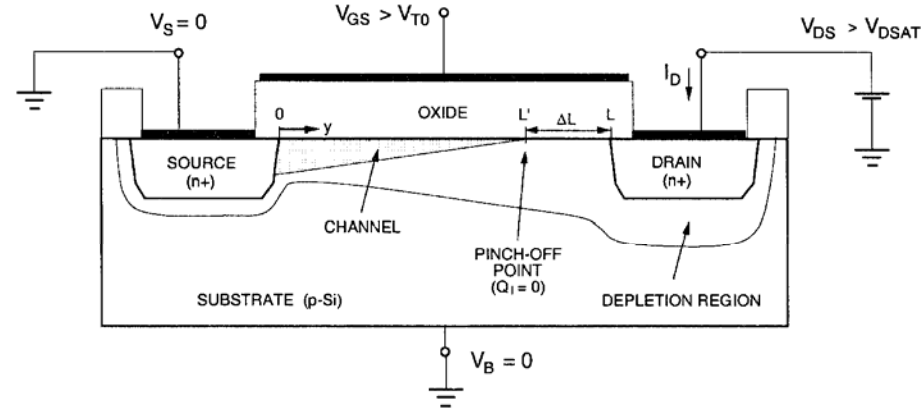 V_S = 0
V_GS > V_T0
V_DS > V_DSAT
I_D
OXIDE
0
y
L'
ΔL
L
SOURCE
(n+)
DRAIN
(n+)
CHANNEL
PINCH-OFF
POINT
(Q_I = 0)
SUBSTRATE (p-Si)
DEPLETION REGION
V_B = 0